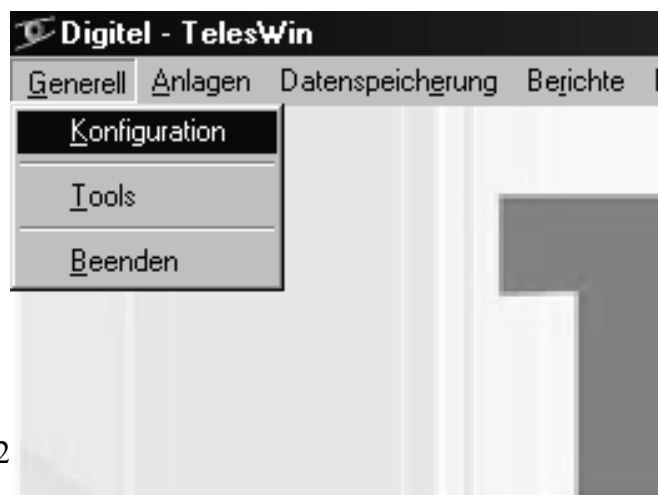 Digitel - TelesWin
Generell Anlagen Datenspeicherung Berichte
Konfiguration
Tools
Beenden
2